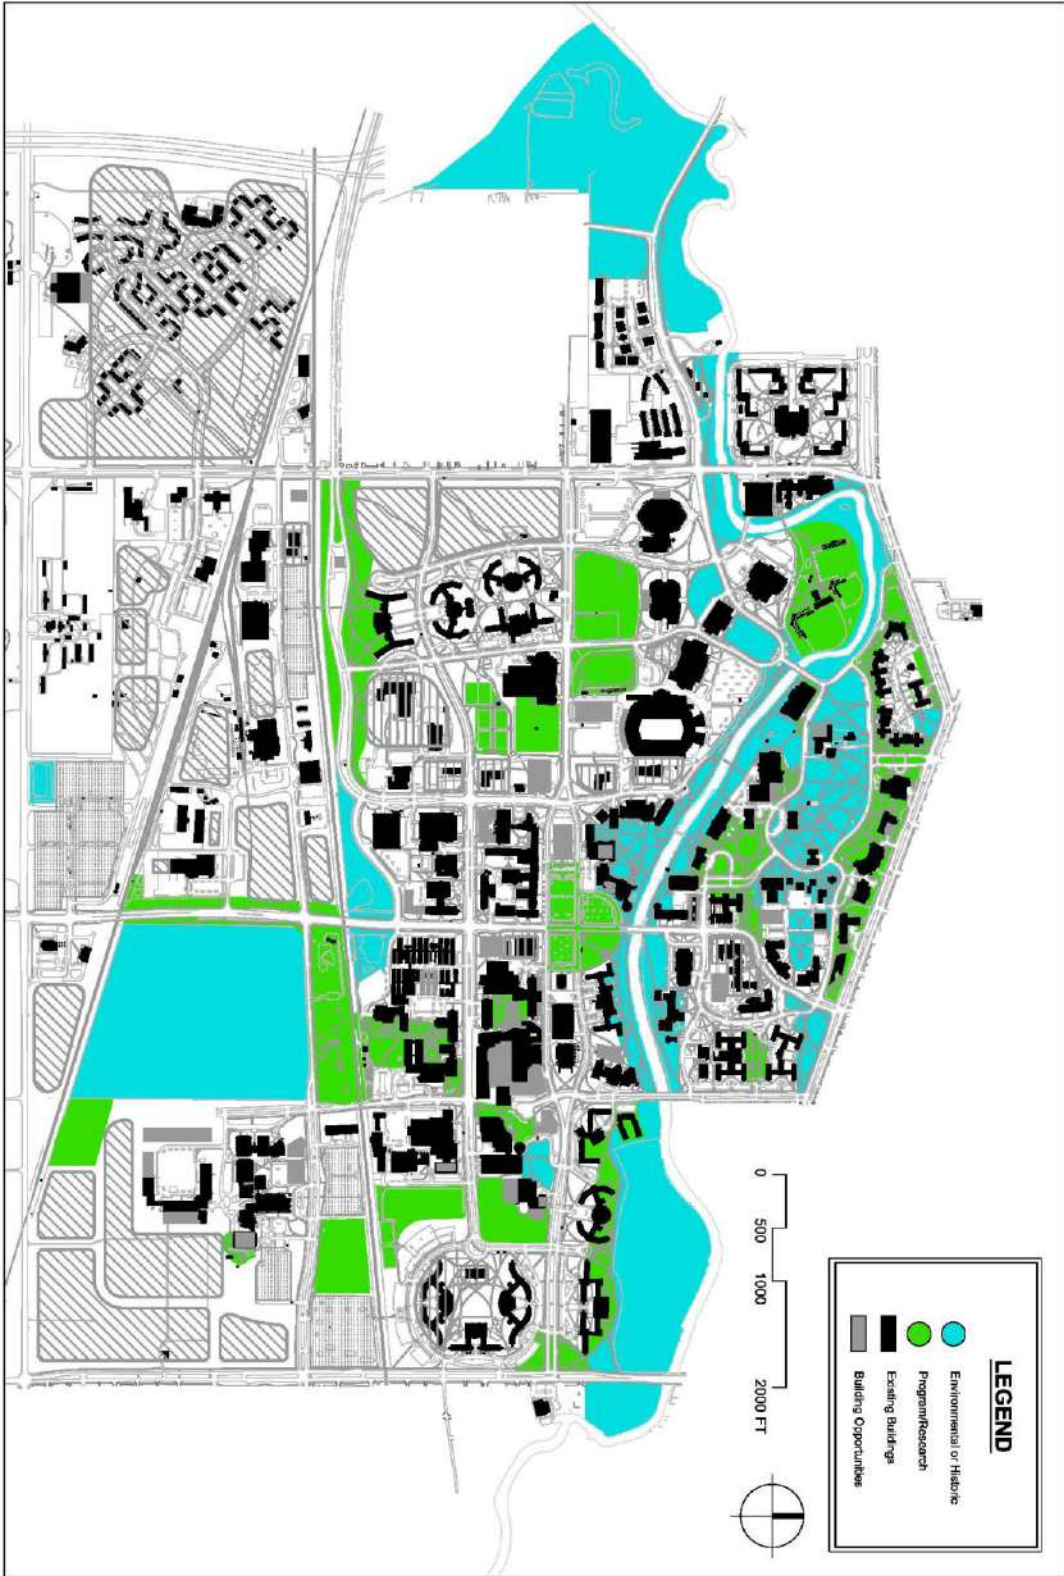 LEGEND
Environmental or Historic
Program/Research
Existing Buildings
Building Opportunities
0
500
1000
2000 FT